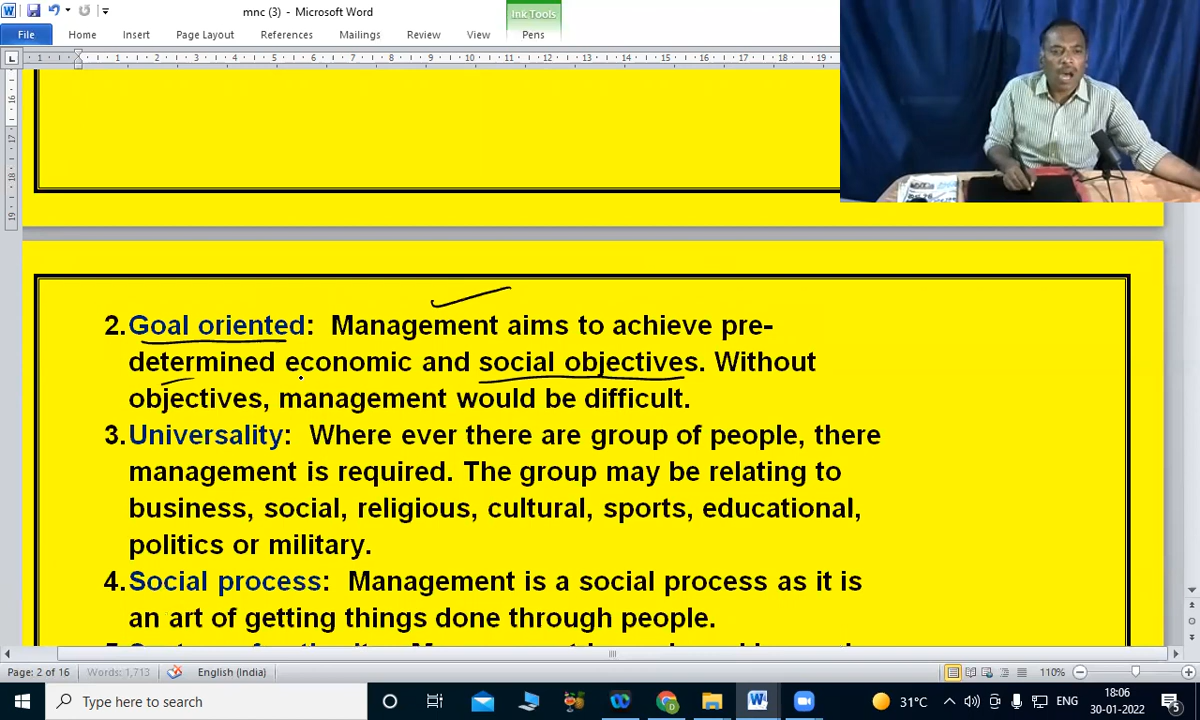 mnc (3) - Microsoft Word
Ink Tools
File Home Insert Page Layout References Mailings Review View Pens
2. Goal oriented: Management aims to achieve pre-
determined economic and social objectives. Without
objectives, management would be difficult.
3. Universality: Where ever there are group of people, there
management is required. The group may be relating to
business, social, religious, cultural, sports, educational,
politics or military.
4. Social process: Management is a social process as it is
an art of getting things done through people.
Page: 2 of 16 Words: 1,713 English (India) 110%
Type here to search 31°C ENG 18:06
30-01-2022 5